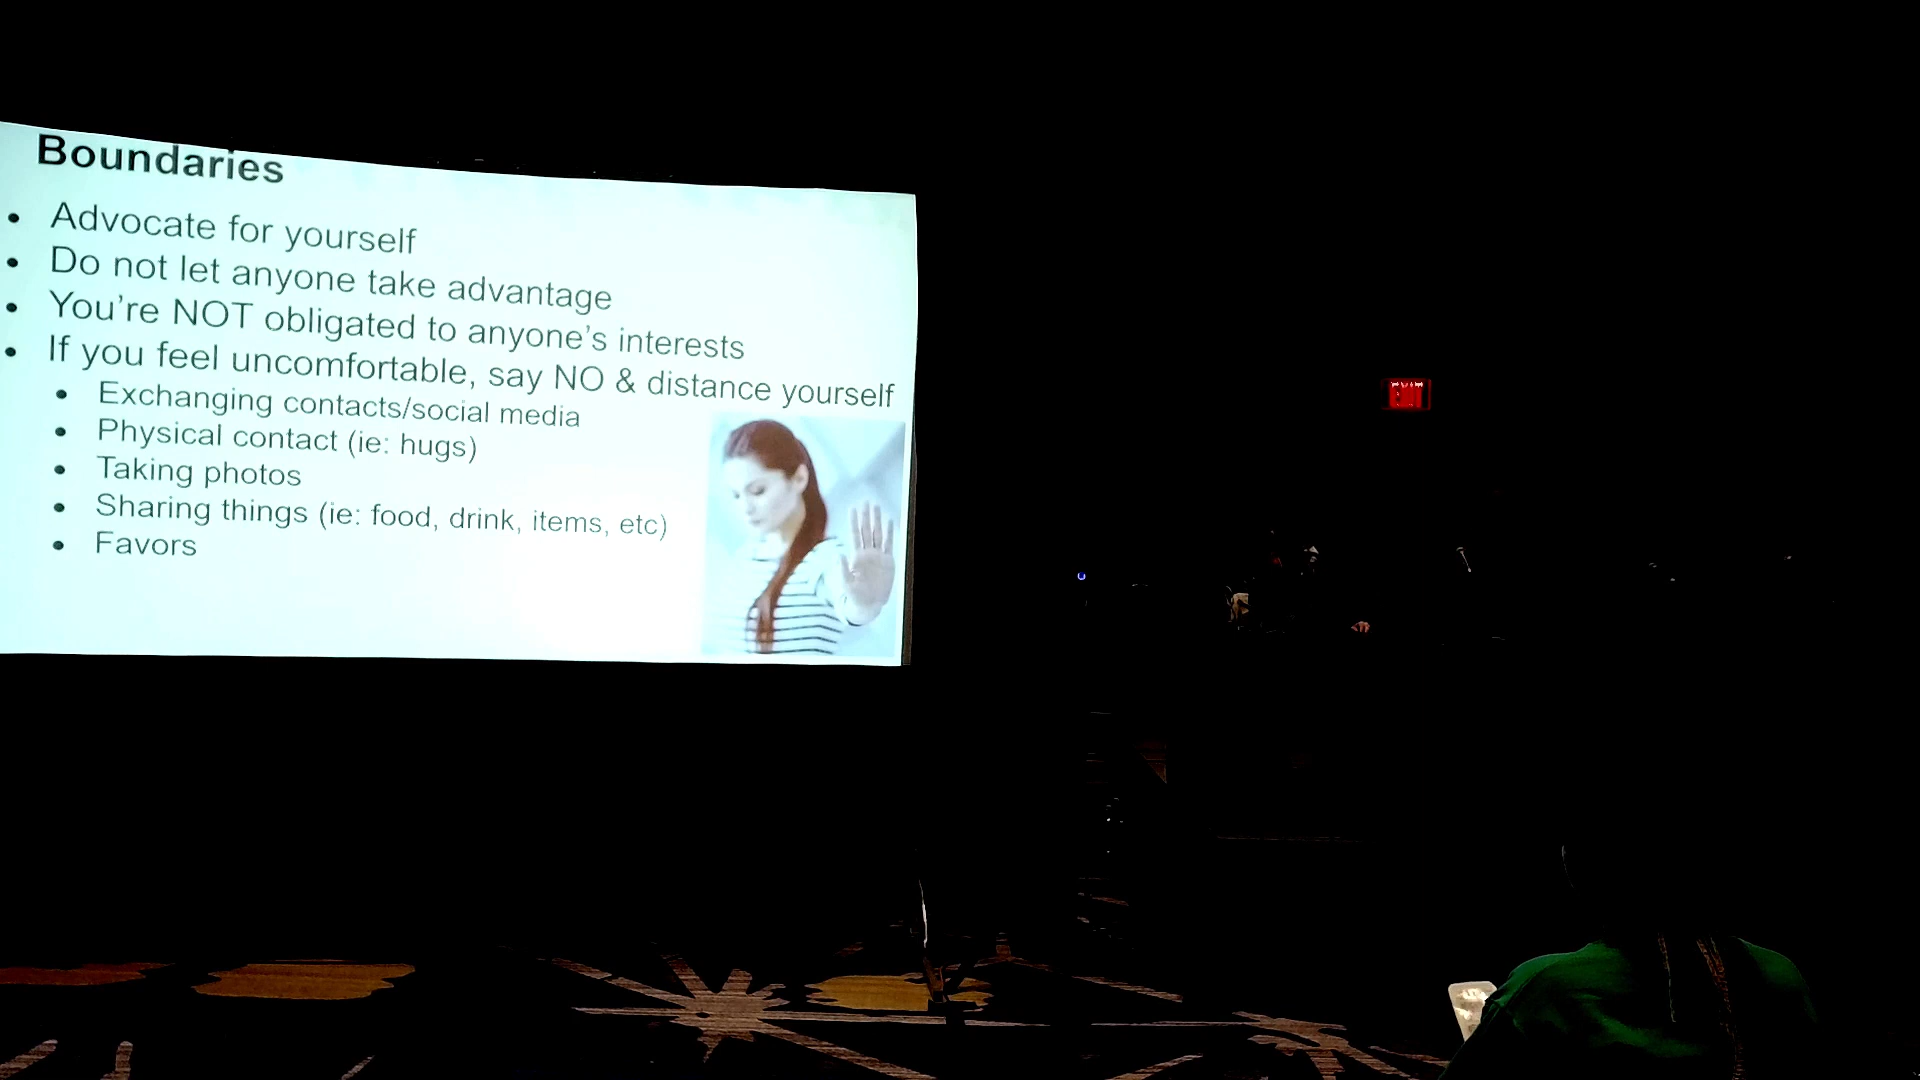 Boundaries
• Advocate for yourself
• Do not let anyone take advantage
• You're NOT obligated to anyone's interests
• If you feel uncomfortable, say NO & distance yourself
• Exchanging contacts/social media
• Physical contact (ie: hugs)
• Taking photos
• Sharing things (ie: food, drink, items, etc)
• Favors
EXIT